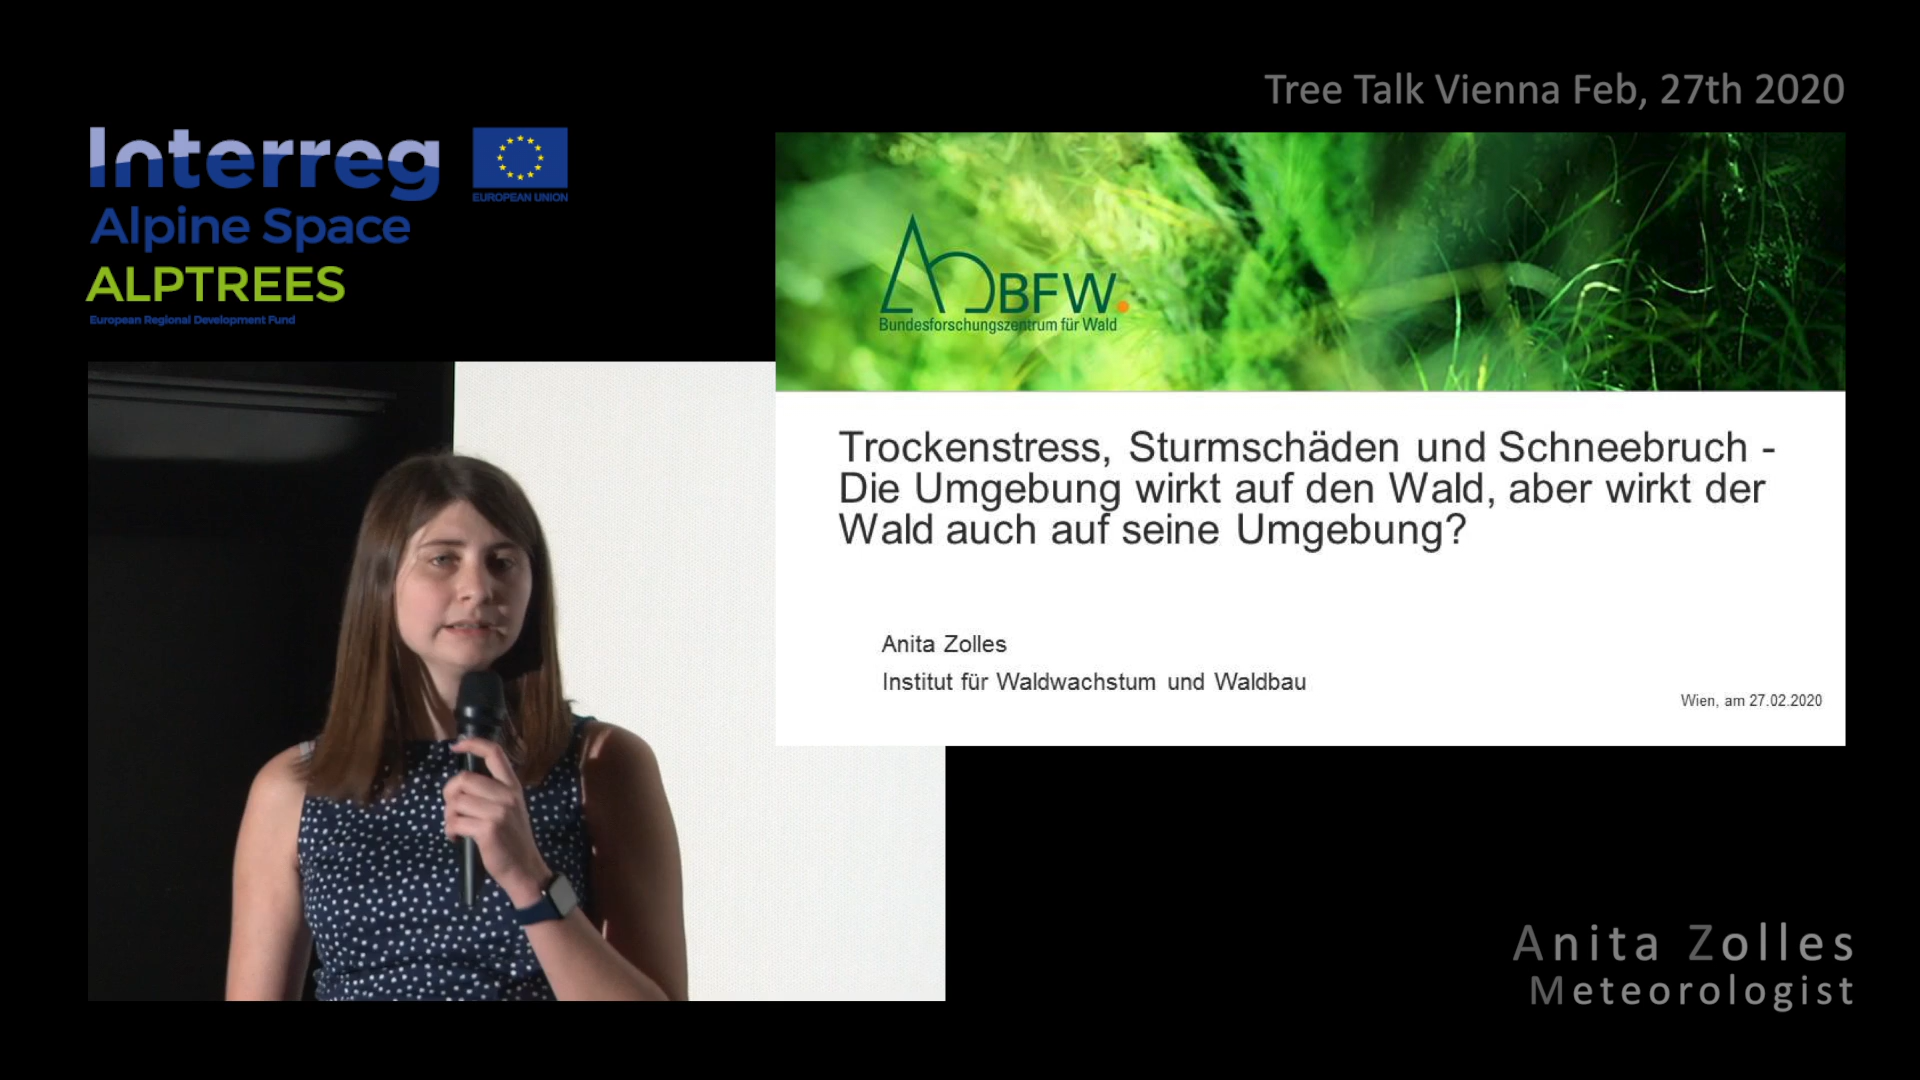 Tree Talk Vienna Feb, 27th 2020
Interreg
EUROPEAN UNION
Alpine Space
ALPTREES
European Regional Development Fund
BFW.
Bundesforschungszentrum für Wald
Trockenstress, Sturmschäden und Schneebruch -
Die Umgebung wirkt auf den Wald, aber wirkt der
Wald auch auf seine Umgebung?
Anita Zolles
Institut für Waldwachstum und Waldbau
Wien, am 27.02.2020
Anita Zolles
Meteorologist